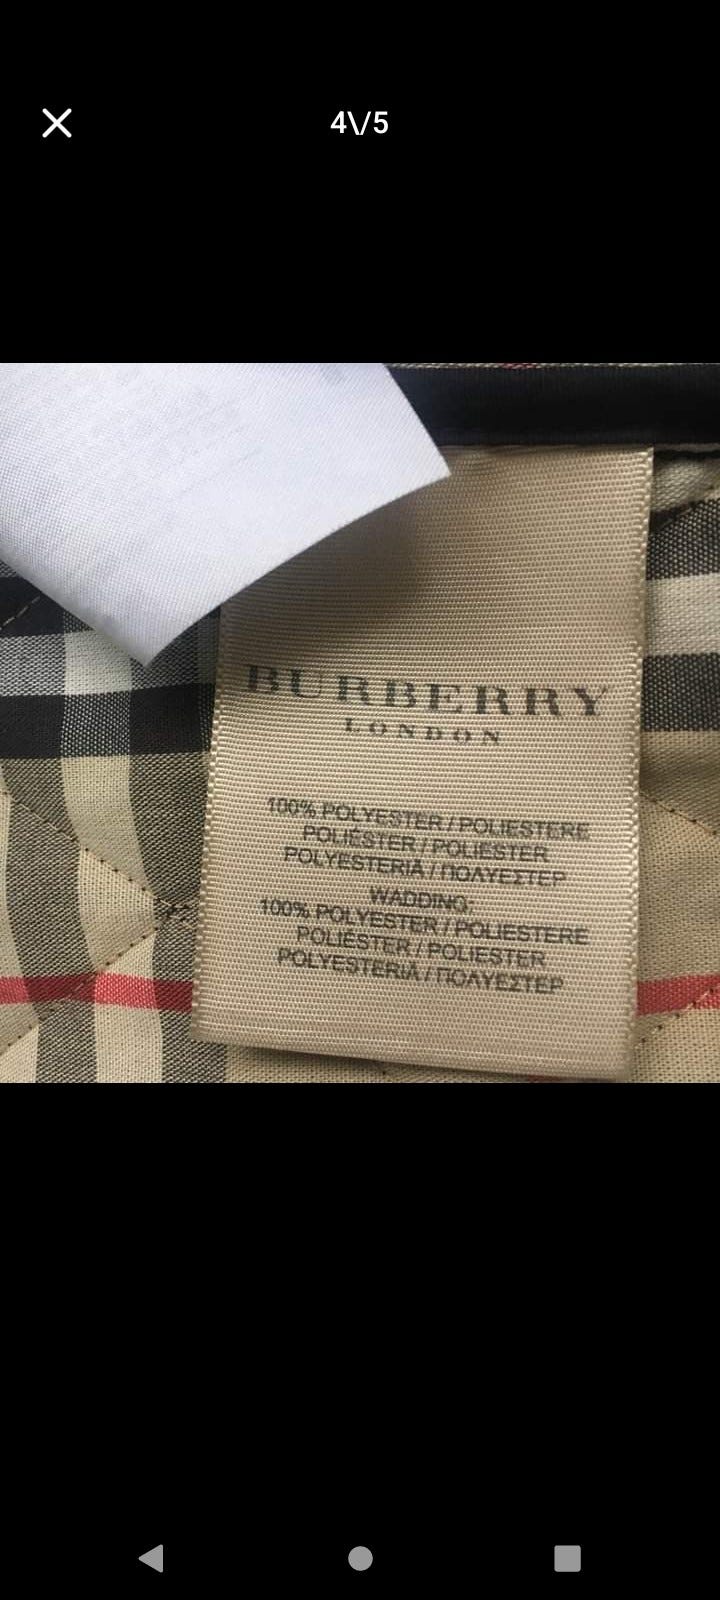 4\/5
BURBERRY
LONDON
100% POLYESTER / POLIESTERE
POLIÉSTER / POLIESTER
POLYESTERIÄ / ΠΟΛΥΕΣΤΕΡ
WADDING:
100% POLYESTER / POLIESTERE
POLIÉSTER / POLIESTER
POLYESTERIÄ / ΠΟΛΥΕΣΤΕΡ